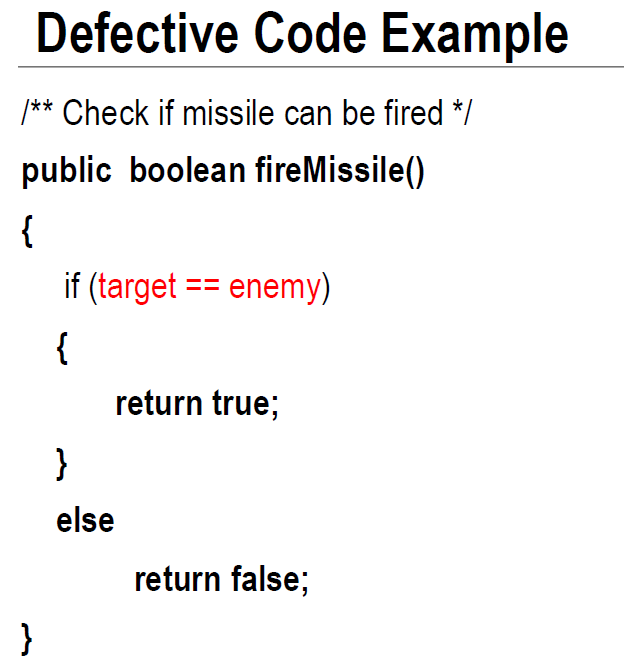 Defective Code Example
/** Check if missile can be fired */
public  boolean fireMissile()
{
if (target == enemy)
{
return true;
}
else
return false;
}